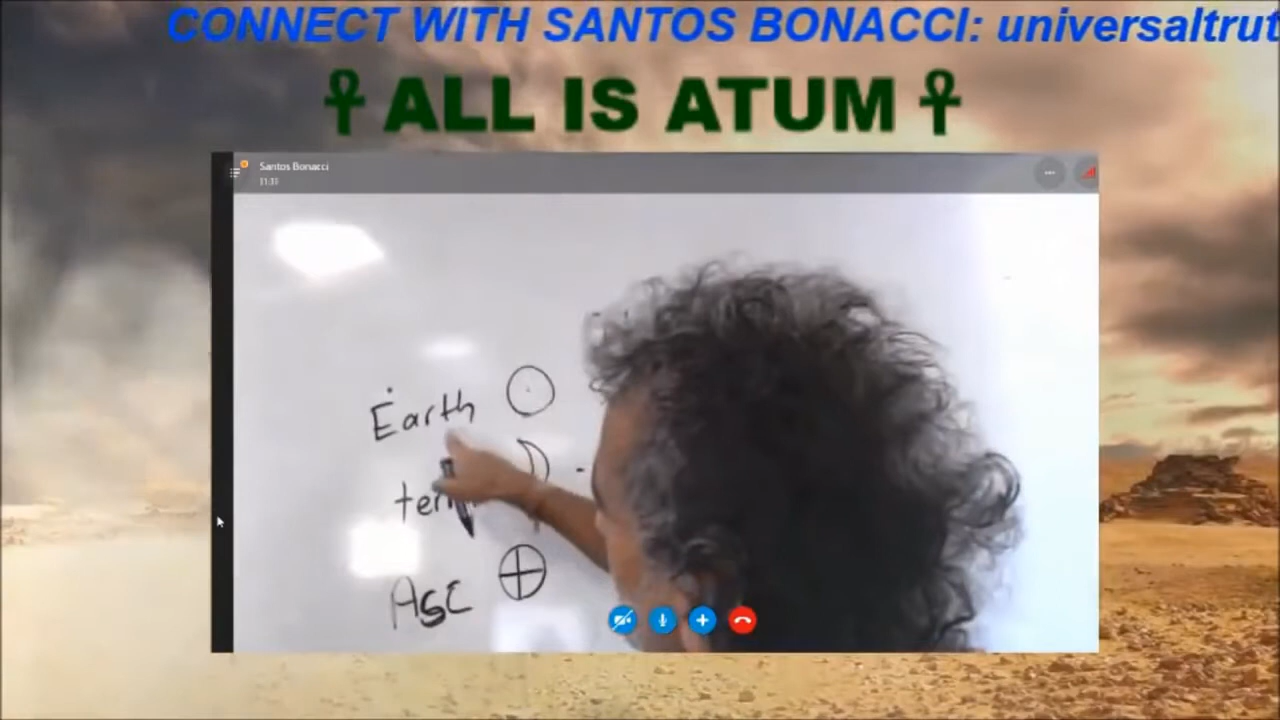 CONNECT WITH SANTOS BONACCI: universaltrut
☥ ALL IS ATUM ☥
Santos Bonacci
Earth
ASC